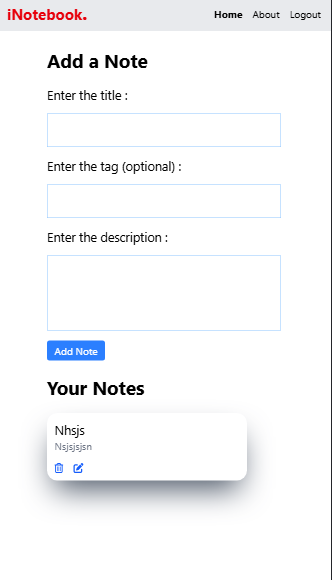 iNotebook.
Home About Logout
Add a Note
Enter the title :
Enter the tag (optional) :
Enter the description :
Add Note
Your Notes
Nhsjs
Nsjsjsjsn